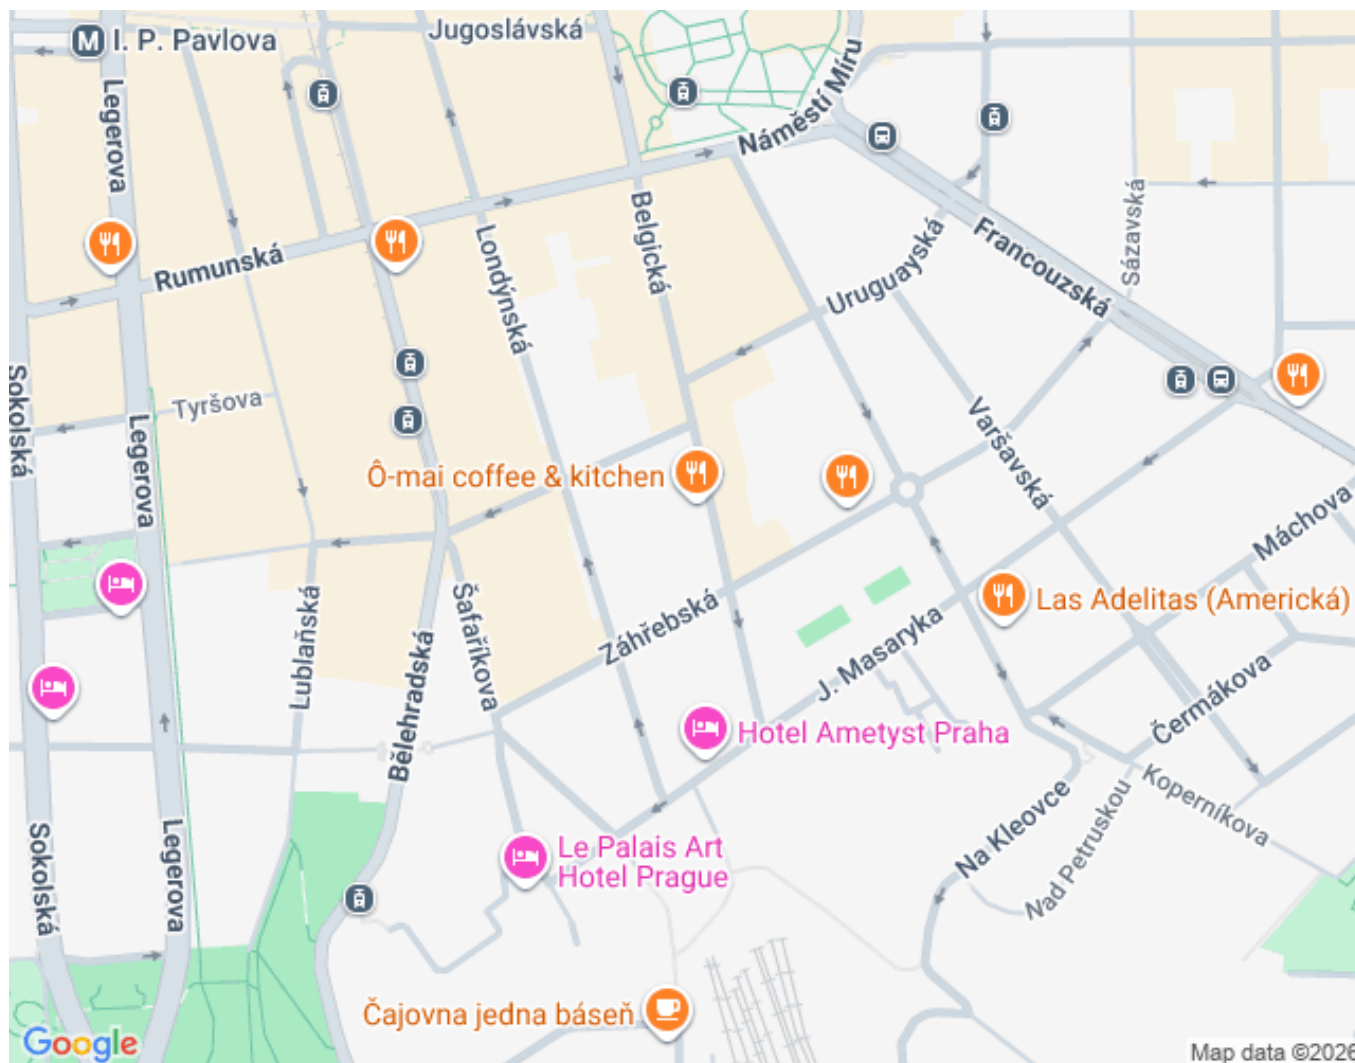 Jugoslávská
I. P. Pavlova
Náměstí Míru
Legerova
Belgická
Sázavská
Rumunská
Londýnská
Uruguayská
Francouzská
Sokolská
Tyršova
Legerova
Varšavská
Ô-mai coffee & kitchen
Máchova
Las Adelitas (Americká)
Lublaňská
Šafaříkova
Záhřebská
J. Masaryka
Bělehradská
Čermákova
Hotel Ametyst Praha
Koperníkova
Na Kleovce
Nad Petruskou
Sokolská
Legerova
Le Palais Art
Hotel Prague
Čajovna jedna báseň
Google
Map data ©2026